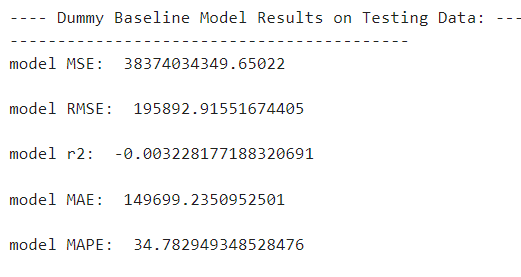 ---- Dummy Baseline Model Results on Testing Data: ---
------------------------------------------
model MSE:  38374034349.65022
model RMSE:  195892.91551674405
model r2:  -0.003228177188320691
model MAE:  149699.2350952501
model MAPE:  34.782949348528476